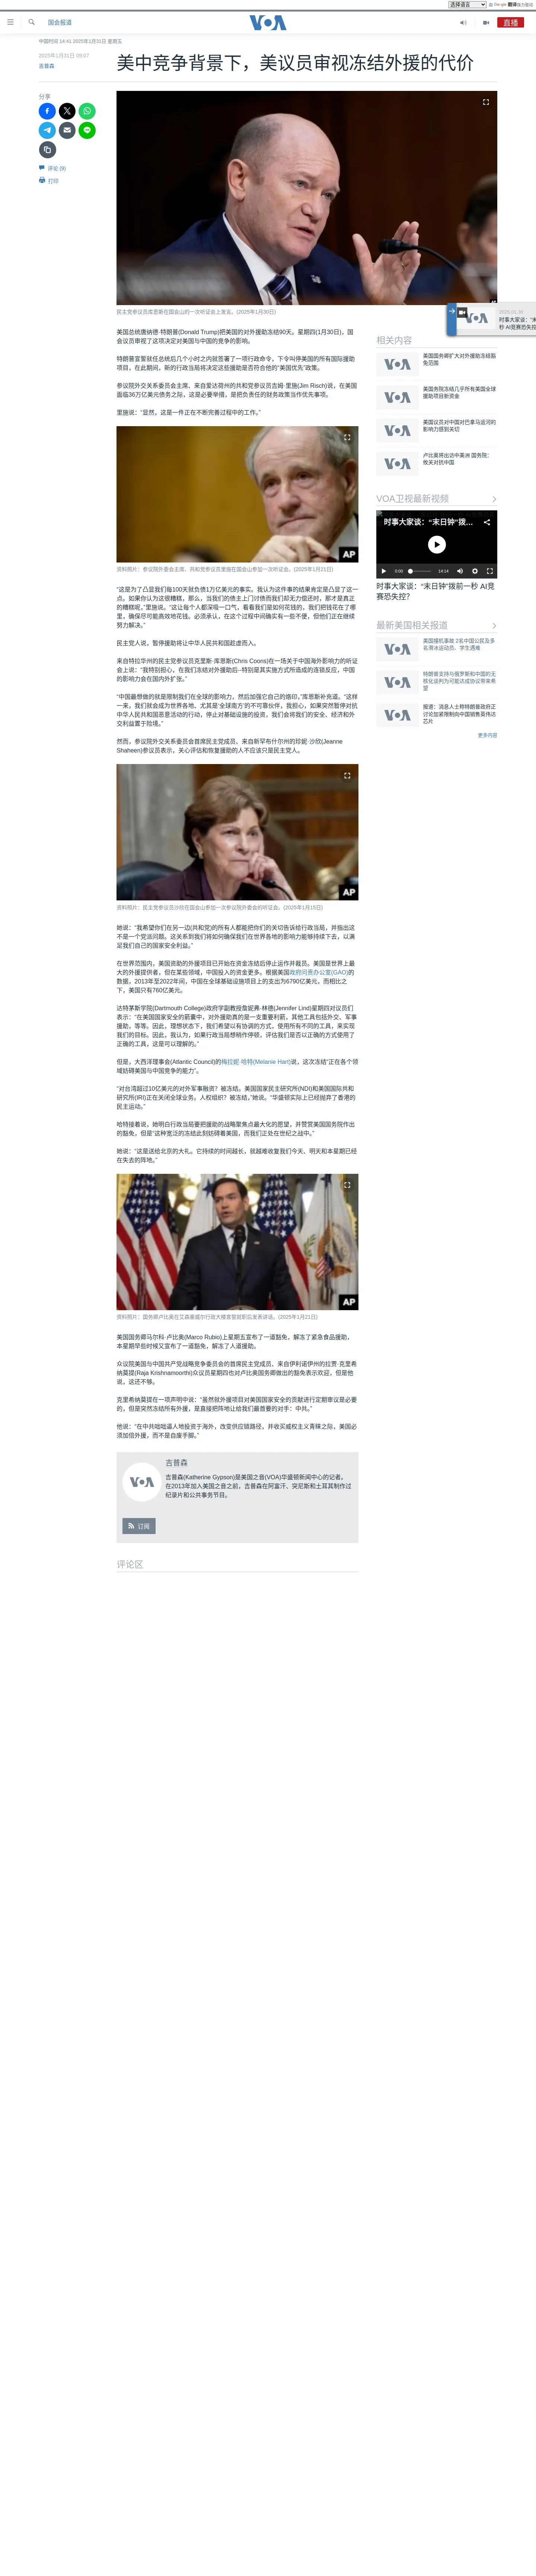 选择语言
由 Google 翻译强力驱动
国会报道
VOA
直播
中国时间 14:41 2025年1月31日 星期五
2025年1月31日 09:07
吉普森
美中竞争背景下，美议员审视冻结外援的代价
分享
评论 (9)
打印
民主党参议员库恩斯在国会山的一次听证会上发言。(2025年1月30日)
美国总统唐纳德·特朗普(Donald Trump)把美国的对外援助冻结90天。星期四(1月30日)，国
会议员审视了这项决定对美国与中国的竞争的影响。
特朗普宣誓就任总统后几个小时之内就签署了一项行政命令，下令叫停美国的所有国际援助
项目，在此期间，新的行政当局将决定这些援助是否符合他的“美国优先”政策。
参议院外交关系委员会主席、来自爱达荷州的共和党参议员吉姆·里施(Jim Risch)说，在美国
面临36万亿美元债务之际，这是必要举措，是把负责任的财政政策当作优先事项。
里施说：“显然，这是一件正在不断完善过程中的工作。”
AP
资料照片：参议院外委会主席、共和党参议员里施在国会山参加一次听证会。(2025年1月21日)
“这是为了凸显我们每100天就负债1万亿美元的事实。我认为这件事的结果肯定是凸显了这一
点。如果你认为这很糟糕，那么，当我们的债主上门讨债而我们却无力偿还时，那才是真正
的糟糕呢，”里施说。“这让每个人都深吸一口气，看看我们是如何花钱的，我们把钱花在了哪
里，确保尽可能高效地花钱。必须承认，在这个过程中间确实有一些不便，但他们正在继续
努力解决。”
民主党人说，暂停援助将让中华人民共和国趁虚而入。
来自特拉华州的民主党参议员克里斯·库恩斯(Chris Coons)在一场关于中国海外影响力的听证
会上说：“我特别担心，在我们冻结对外援助后--特别是其实施方式所造成的连锁反应，中国
的影响力会在国内外扩张。”
“中国最想做的就是限制我们在全球的影响力，然后加强它自己的烙印，”库恩斯补充道。“这样
一来，我们就会成为世界各地、尤其是‘全球南方’的不可靠伙伴，我担心，如果突然暂停对抗
中华人民共和国恶意活动的行动，停止对基础设施的投资，我们会将我们的安全、经济和外
交利益置于险境。”
然而，参议院外交关系委员会首席民主党成员、来自新罕布什尔州的珍妮·沙欣(Jeanne
Shaheen)参议员表示，关心评估和恢复援助的人不应该只是民主党人。
AP
资料照片：民主党参议员沙欣在国会山参加一次参议院外委会的听证会。(2025年1月15日)
她说：“我希望你们在另一边(共和党)的所有人都能把你们的关切告诉给行政当局，并指出这
不是一个党派问题。这关系到我们将如何确保我们在世界各地的影响力能够持续下去，以满
足我们自己的国家安全利益。”
在世界范围内，美国资助的外援项目已开始在资金冻结后停止运作并裁员。美国是世界上最
大的外援提供者，但在某些领域，中国投入的资金更多。根据美国政府问责办公室(GAO)的
数据，2013年至2022年间，中国在全球基础设施项目上的支出为6790亿美元，而相比之
下，美国只有760亿美元。
达特茅斯学院(Dartmouth College)政府学副教授詹妮弗·林德(Jennifer Lind)星期四对议员们
表示：“在美国国家安全的箭囊中，对外援助真的是一支重要利箭，其他工具包括外交、军事
援助，等等。因此，理想状态下，我们希望以有协调的方式，使用所有不同的工具，来实现
我们的目标。因此，我认为，如果行政当局想稍作停顿，评估我们是否以正确的方式使用了
正确的工具，这是可以理解的。”
但是，大西洋理事会(Atlantic Council)的梅拉妮·哈特(Melanie Hart)说，这次冻结“正在各个领
域妨碍美国与中国竞争的能力”。
“对台湾超过10亿美元的对外军事融资？被冻结。美国国家民主研究所(NDI)和美国国际共和
研究所(IRI)正在关闭全球业务。人权组织？被冻结，”她说。“华盛顿实际上已经抛弃了香港的
民主运动。”
哈特接着说，她明白行政当局要把援助的战略聚焦点最大化的愿望，并赞赏美国国务院作出
的豁免，但是“这种宽泛的冻结此刻妨碍着美国，而我们正处在世纪之战中。”
她说：“这是送给北京的大礼。它持续的时间越长，就越难收复我们今天、明天和本星期已经
在失去的阵地。”
AP
资料照片：国务卿卢比奥在艾森豪威尔行政大楼宣誓就职后发表讲话。(2025年1月21日)
美国国务卿马尔科·卢比奥(Marco Rubio)上星期五宣布了一道豁免，解冻了紧急食品援助，
本星期早些时候又宣布了一道豁免，解冻了人道援助。
众议院美国与中国共产党战略竞争委员会的首席民主党成员、来自伊利诺伊州的拉贾·克里希
纳莫提(Raja Krishnamoorthi)众议员星期四也对卢比奥国务卿做出的豁免表示欢迎，但是他
说，这还不够。
克里希纳莫提在一项声明中说：“虽然就外援项目对美国国家安全的贡献进行定期审议是必要
的，但是突然冻结所有外援，是直接把阵地让给我们最首要的对手：中共。”
他说：“在中共咄咄逼人地投资于海外，改变供应链路径，并收买威权主义青睐之际，美国必
须加倍外援，而不是自废手脚。”
VOA
吉普森
吉普森(Katherine Gypson)是美国之音(VOA)华盛顿新闻中心的记者。
在2013年加入美国之音之前，吉普森在阿富汗、突尼斯和土耳其制作过
纪录片和公共事务节目。
订阅
评论区
2025.01.30
时事大家谈：“末
秒 AI竞赛恐失控
相关内容
美国国务卿扩大对外援助冻结豁
免范围
美国务院冻结几乎所有美国全球
援助项目新资金
美国议员对中国对巴拿马运河的
影响力感到关切
卢比奥将出访中美洲 国务院：
攸关对抗中国
VOA卫视最新视频
时事大家谈：“末日钟”拨…
0:00
14:14
时事大家谈：“末日钟”拨前一秒 AI竞
赛恐失控?
最新美国相关报道
美国撞机事故 2名中国公民及多
名滑冰运动员、学生遇难
特朗普支持与俄罗斯和中国的无
核化谈判为可能达成协议带来希
望
报道：消息人士称特朗普政府正
讨论加紧限制向中国销售英伟达
芯片
更多内容